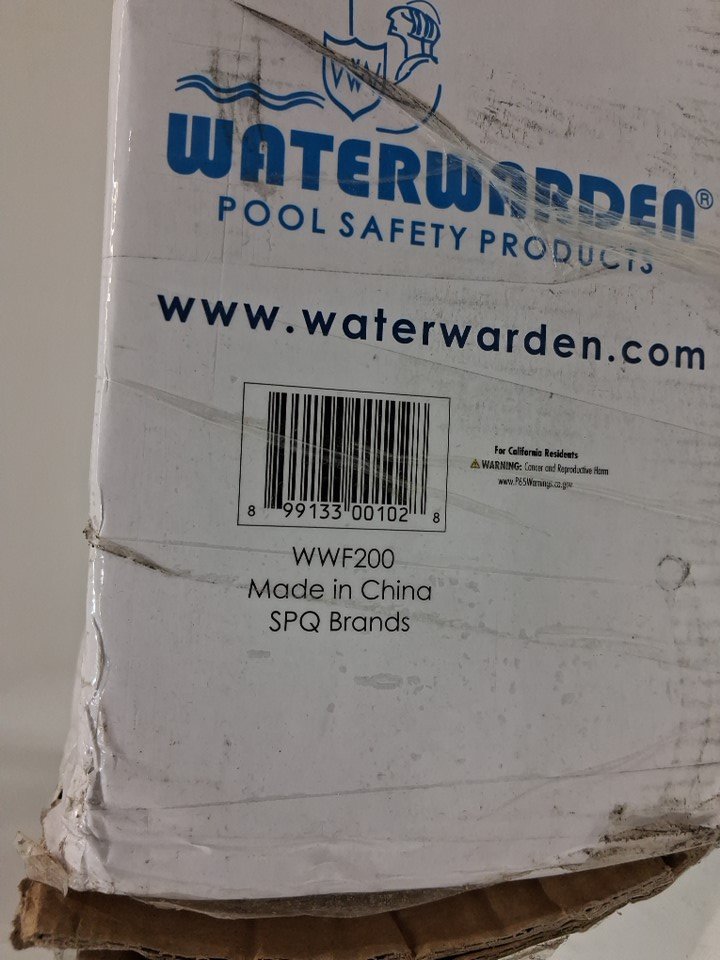 WW
WATERWARDEN®
POOL SAFETY PRODUCTS
www.waterwarden.com
For California Residents
⚠ WARNING: Cancer and Reproductive Harm
www.P65Warnings.ca.gov
8 99133 00102 8
WWF200
Made in China
SPQ Brands